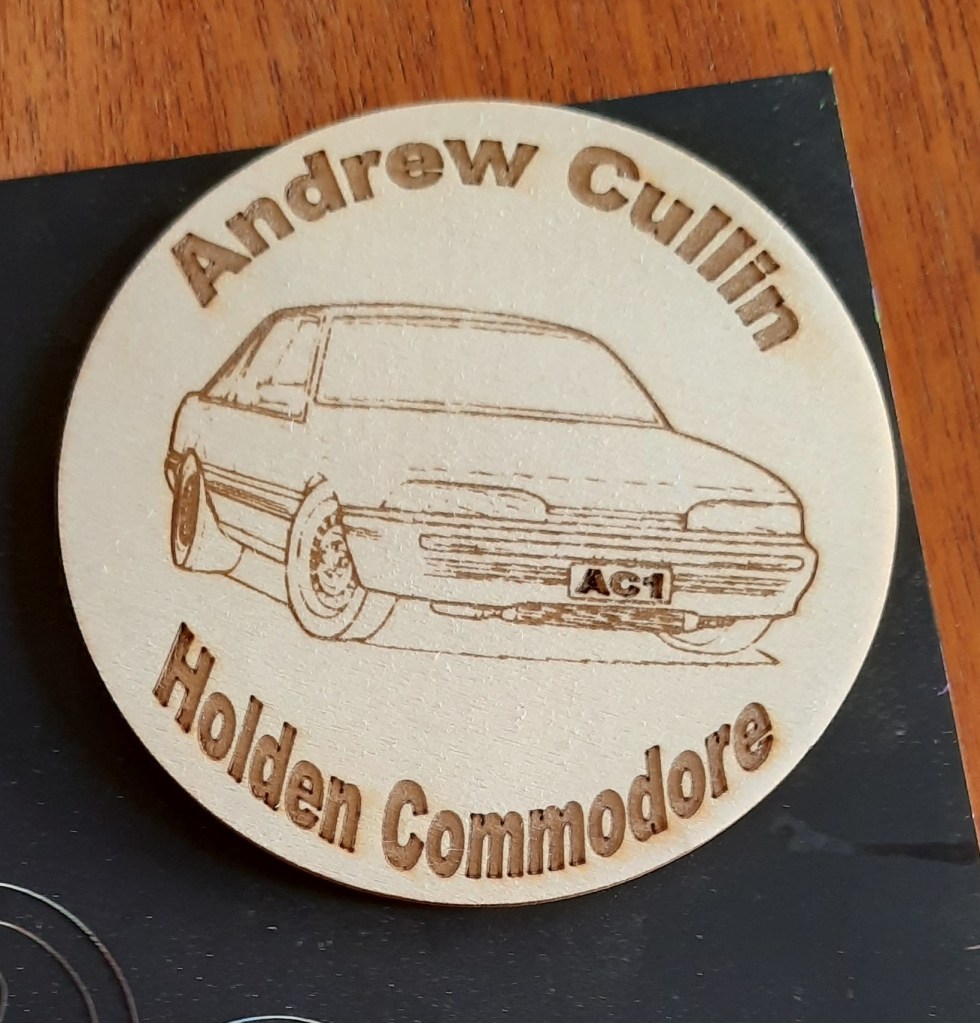 Andrew Cullin
AC1
Holden Commodore